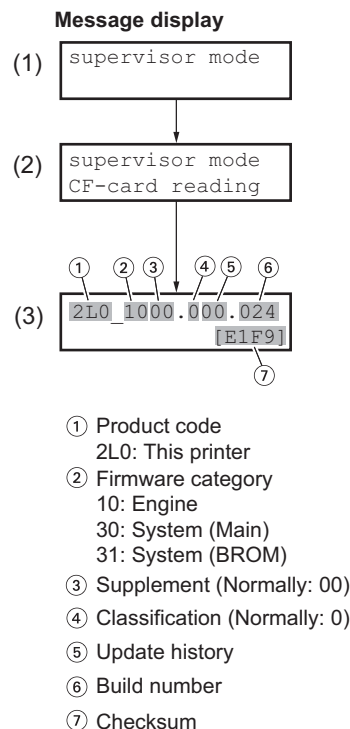 Message display
(1)
supervisor mode
(2)
supervisor mode
CF-card reading
① ② ③ ④ ⑤ ⑥
(3)
2L0_1000.000.024
[E1F9]
⑦
① Product code
2L0: This printer
② Firmware category
10: Engine
30: System (Main)
31: System (BROM)
③ Supplement (Normally: 00)
④ Classification (Normally: 0)
⑤ Update history
⑥ Build number
⑦ Checksum